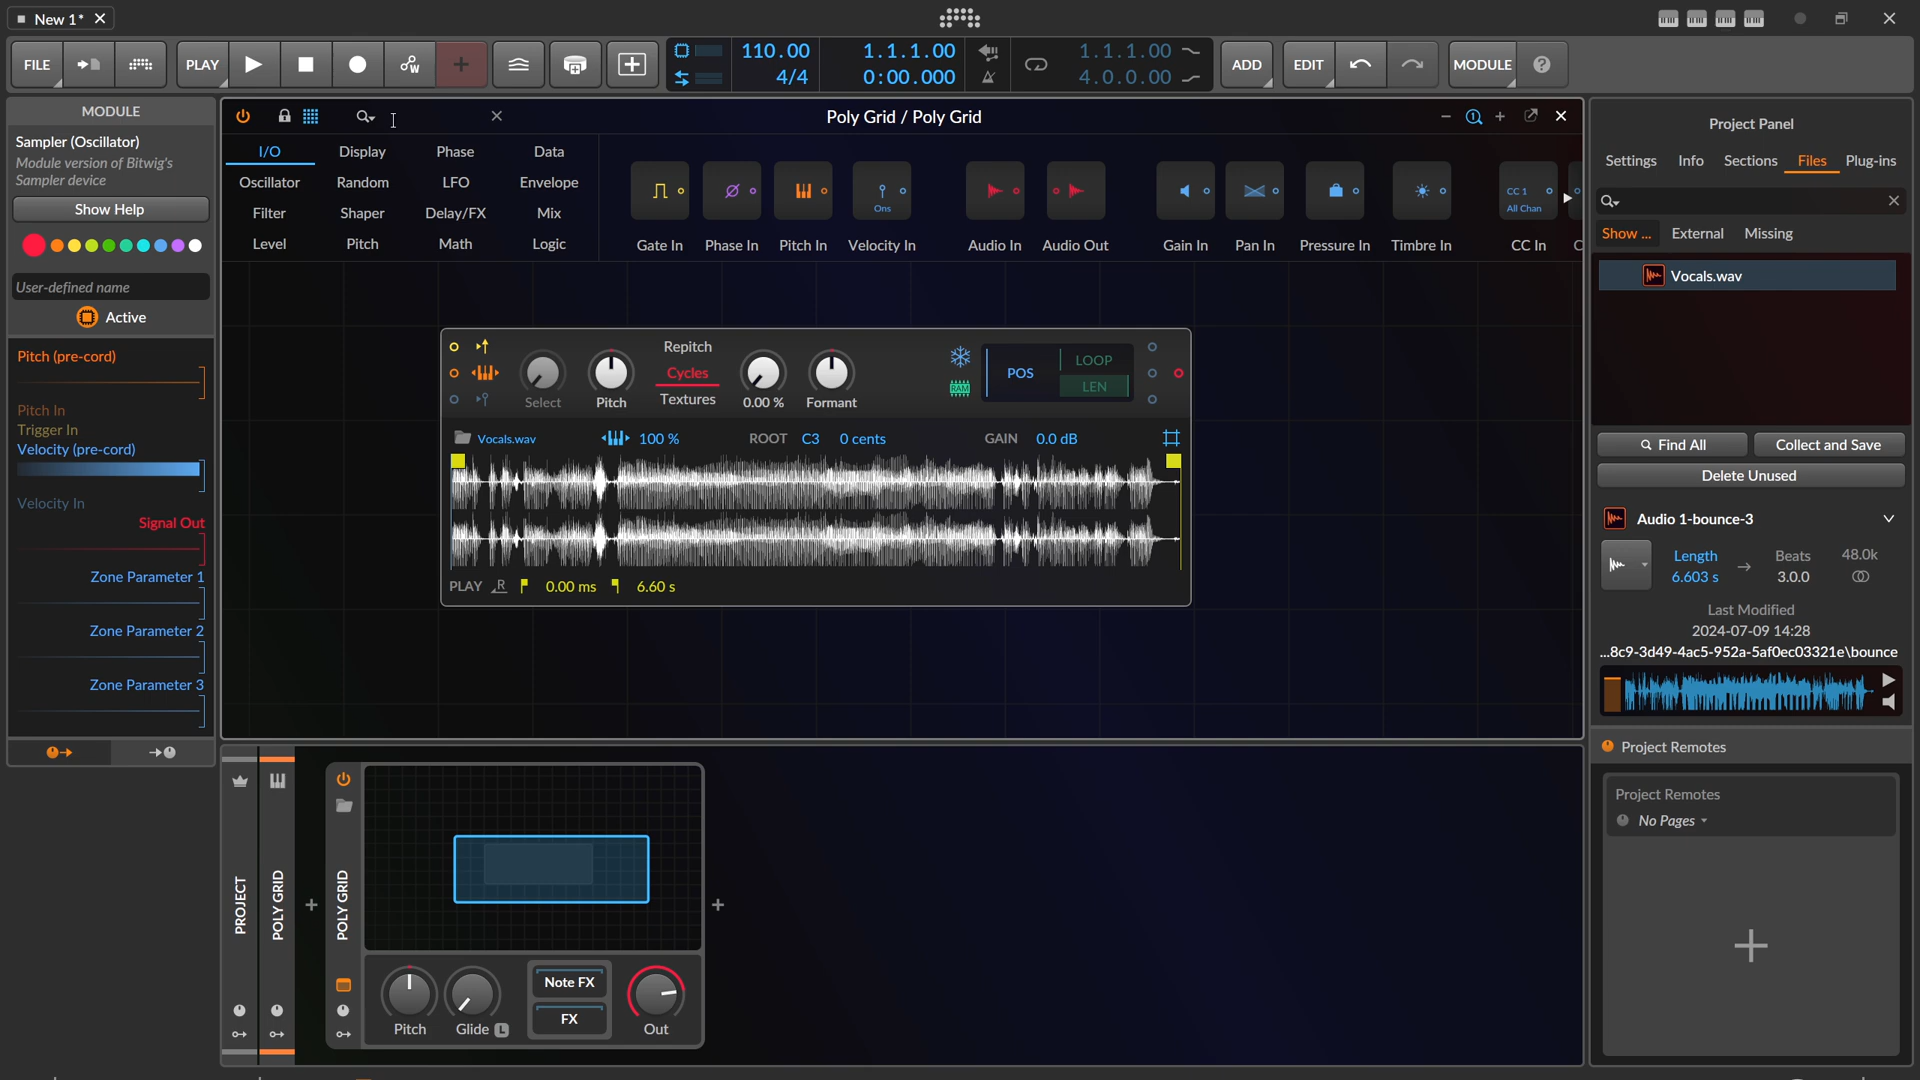 New 1*
FILE
PLAY
110.00
4/4
1.1.1.00
0:00.000
1.1.1.00
4.0.0.00
ADD
EDIT
MODULE
MODULE
Sampler (Oscillator)
Module version of Bitwig's
Sampler device
Show Help
User-defined name
Active
Pitch (pre-cord)
Pitch In
Trigger In
Velocity (pre-cord)
Velocity In
Signal Out
Zone Parameter 1
Zone Parameter 2
Zone Parameter 3
Poly Grid / Poly Grid
I/O
Display
Phase
Data
Oscillator
Random
LFO
Envelope
Filter
Shaper
Delay/FX
Mix
Level
Pitch
Math
Logic
Ons
CC 1
All Chan
Gate In
Phase In
Pitch In
Velocity In
Audio In
Audio Out
Gain In
Pan In
Pressure In
Timbre In
CC In
C
Select
Pitch
Repitch
Cycles
Textures
0.00 %
Formant
RAM
POS
LOOP
LEN
Vocals.wav
100 %
ROOT C3 0 cents
GAIN 0.0 dB
PLAY R 0.00 ms 6.60 s
PROJECT
POLY GRID
POLY GRID
Pitch
Glide L
Note FX
FX
Out
Project Panel
Settings
Info
Sections
Files
Plug-ins
Show ...
External
Missing
Vocals.wav
Find All
Collect and Save
Delete Unused
Audio 1-bounce-3
Length
6.603 s
Beats
3.0.0
48.0k
Last Modified
2024-07-09 14:28
...8c9-3d49-4ac5-952a-5af0ec03321e\bounce
Project Remotes
Project Remotes
No Pages